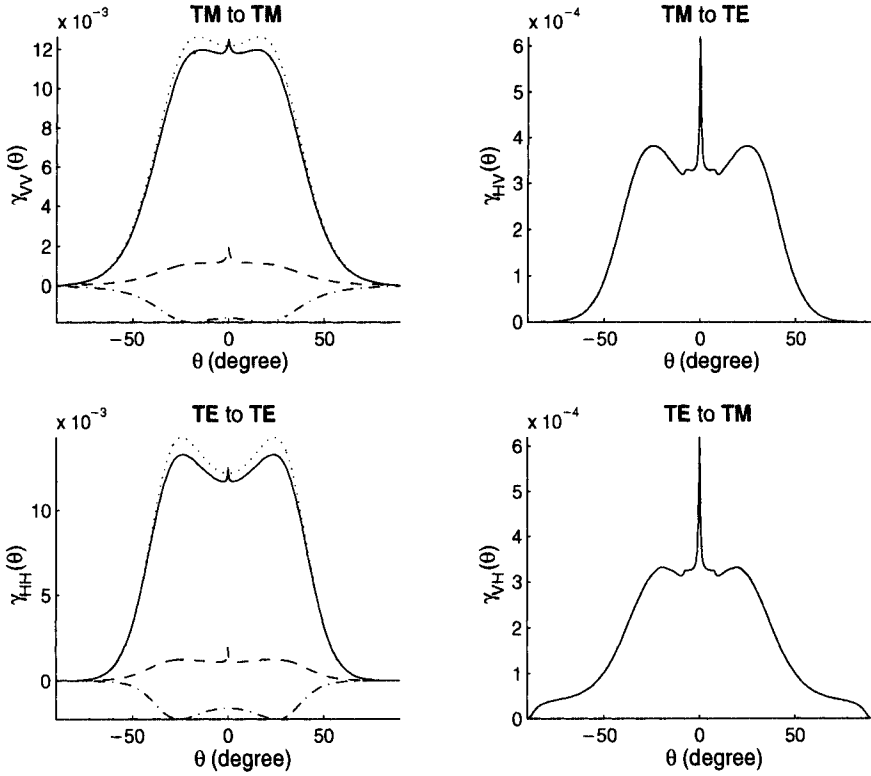 TM to TM
x 10⁻³
12
10
8
6
4
2
0
γVV(θ)
−50 0 50
θ (degree)
TM to TE
x 10⁻⁴
6
5
4
3
2
1
0
γHV(θ)
−50 0 50
θ (degree)
TE to TE
x 10⁻³
10
5
0
γHH(θ)
−50 0 50
θ (degree)
TE to TM
x 10⁻⁴
6
5
4
3
2
1
0
γVH(θ)
−50 0 50
θ (degree)